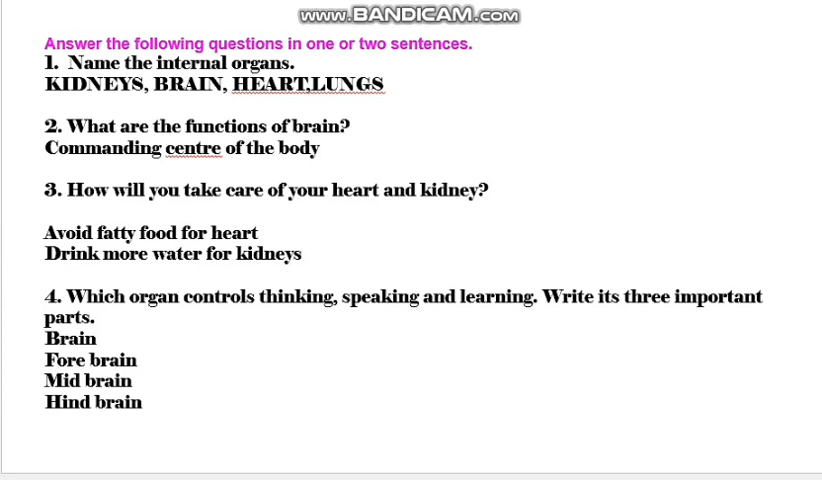 www.BANDICAM.com
Answer the following questions in one or two sentences.
1. Name the internal organs.
KIDNEYS, BRAIN, HEART,LUNGS
2. What are the functions of brain?
Commanding centre of the body
3. How will you take care of your heart and kidney?
Avoid fatty food for heart
Drink more water for kidneys
4. Which organ controls thinking, speaking and learning. Write its three important
parts.
Brain
Fore brain
Mid brain
Hind brain